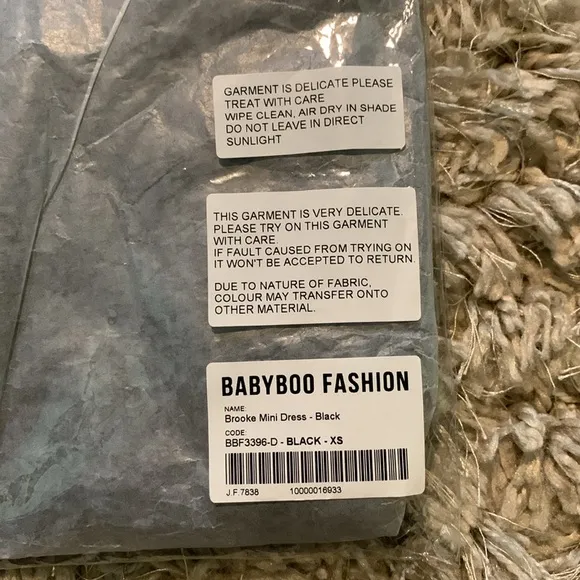 GARMENT IS DELICATE PLEASE
TREAT WITH CARE
WIPE CLEAN, AIR DRY IN SHADE
DO NOT LEAVE IN DIRECT
SUNLIGHT
THIS GARMENT IS VERY DELICATE.
PLEASE TRY ON THIS GARMENT
WITH CARE.
IF FAULT CAUSED FROM TRYING ON
IT WON'T BE ACCEPTED TO RETURN.
DUE TO NATURE OF FABRIC,
COLOUR MAY TRANSFER ONTO
OTHER MATERIAL.
BABYBOO FASHION
NAME:
Brooke Mini Dress - Black
CODE:
BBF3396-D - BLACK - XS
J.F.7838 10000016933